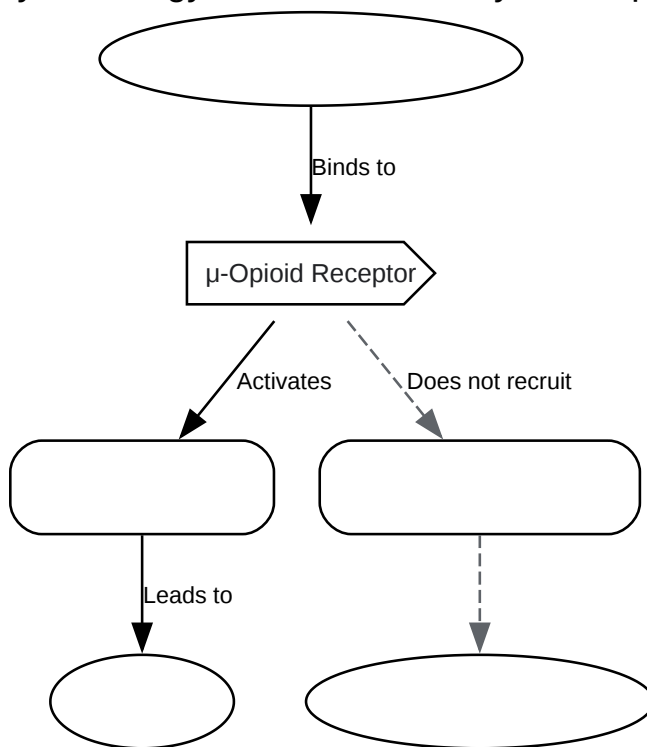 Binds to
μ-Opioid Receptor
Activates
Does not recruit
Leads to